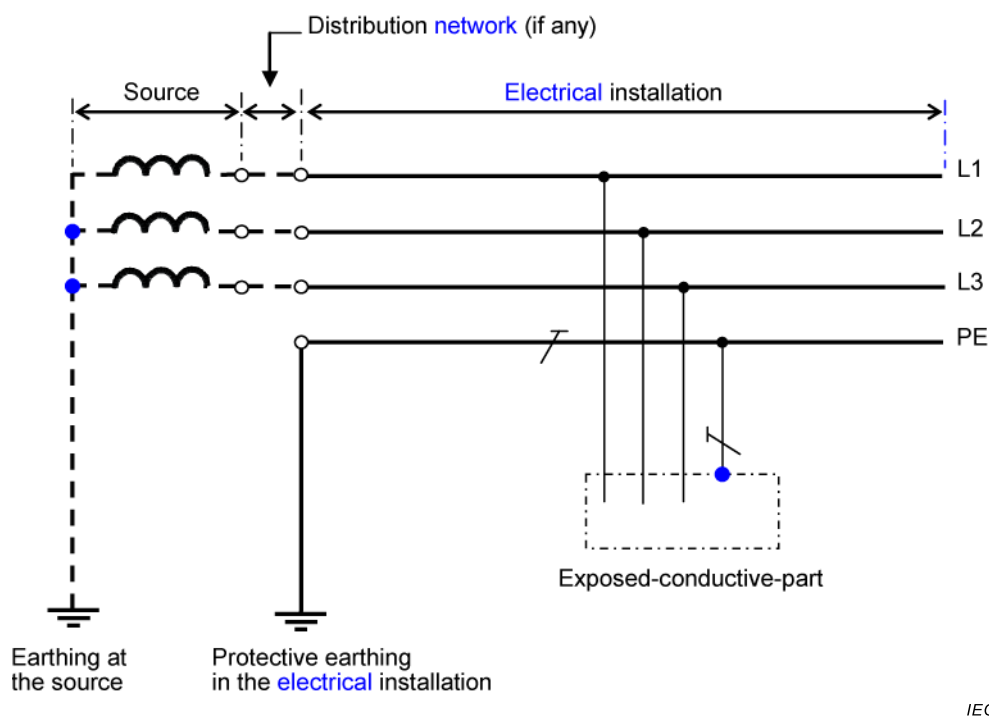 Distribution network (if any)
Source
Electrical installation
L1
L2
L3
PE
Exposed-conductive-part
Earthing at
the source
Protective earthing
in the electrical installation